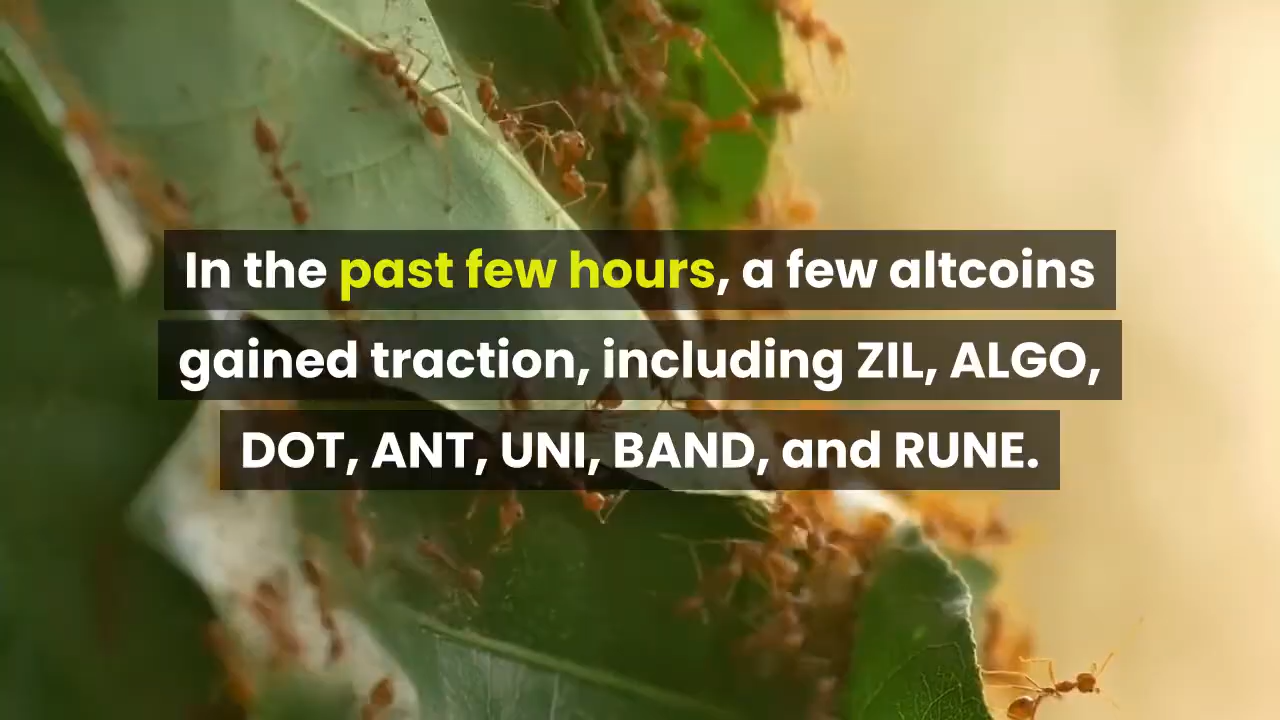 In the past few hours, a few altcoins
gained traction, including ZIL, ALGO,
DOT, ANT, UNI, BAND, and RUNE.